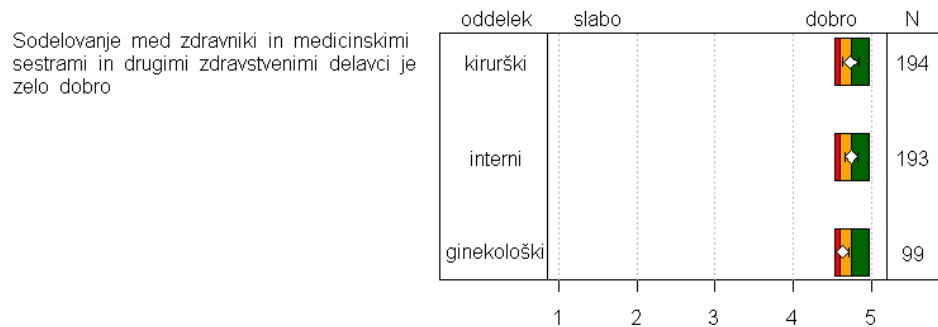 oddelek slabo dobro N
Sodelovanje med zdravniki in medicinskimi
sestrami in drugimi zdravstvenimi delavci je
zelo dobro
kirurški 194
interni 193
ginekološki 99
1 2 3 4 5